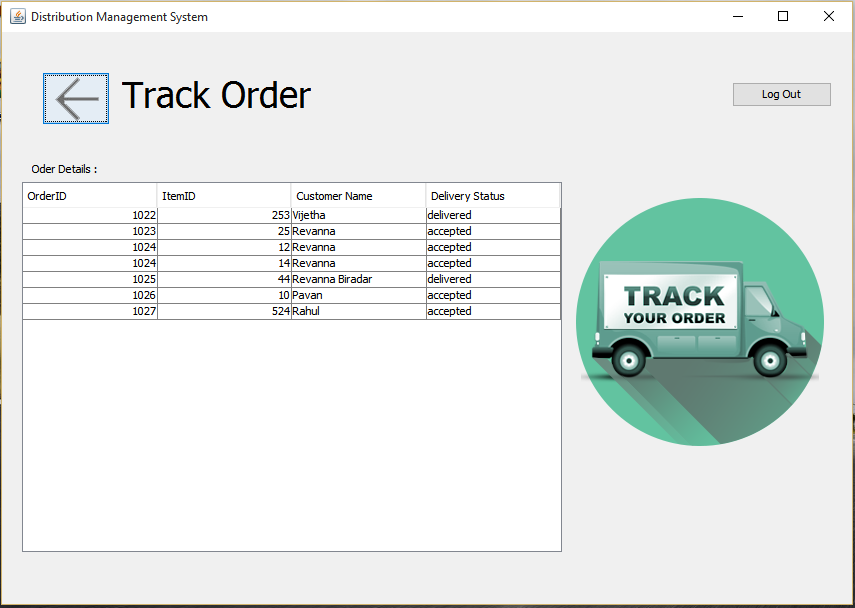 Distribution Management System
Track Order
Log Out
Oder Details :
OrderID ItemID Customer Name Delivery Status
1022 253 Vijetha delivered
1023 25 Revanna accepted
1024 12 Revanna accepted
1024 14 Revanna accepted
1025 44 Revanna Biradar delivered
1026 10 Pavan accepted
1027 524 Rahul accepted
TRACK
YOUR ORDER